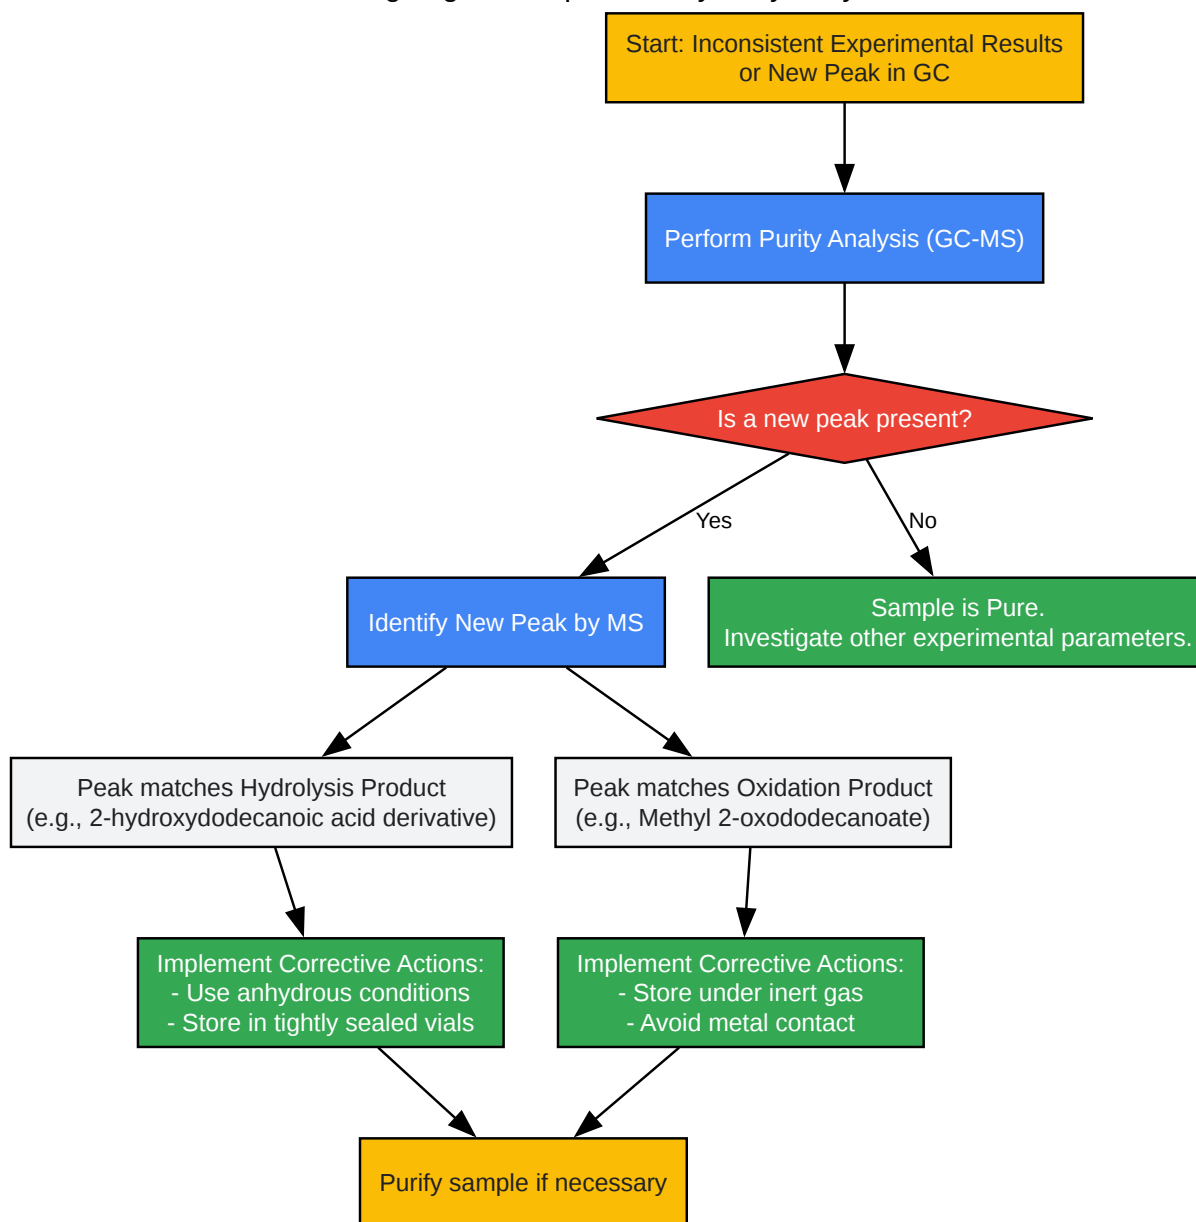 Start: Inconsistent Experimental Results
or New Peak in GC
Perform Purity Analysis (GC-MS)
Is a new peak present?
Yes
No
Identify New Peak by MS
Sample is Pure.
Investigate other experimental parameters.
Peak matches Hydrolysis Product
(e.g., 2-hydroxydodecanoic acid derivative)
Peak matches Oxidation Product
(e.g., Methyl 2-oxododecanoate)
Implement Corrective Actions:
- Use anhydrous conditions
- Store in tightly sealed vials
Implement Corrective Actions:
- Store under inert gas
- Avoid metal contact
Purify sample if necessary